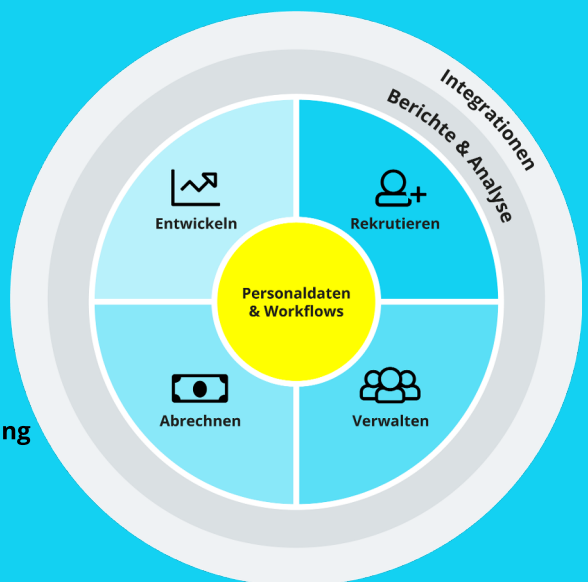 Integrationen
Berichte & Analyse
Entwickeln
Rekrutieren
Personaldaten
& Workflows
Abrechnen
Verwalten
ng